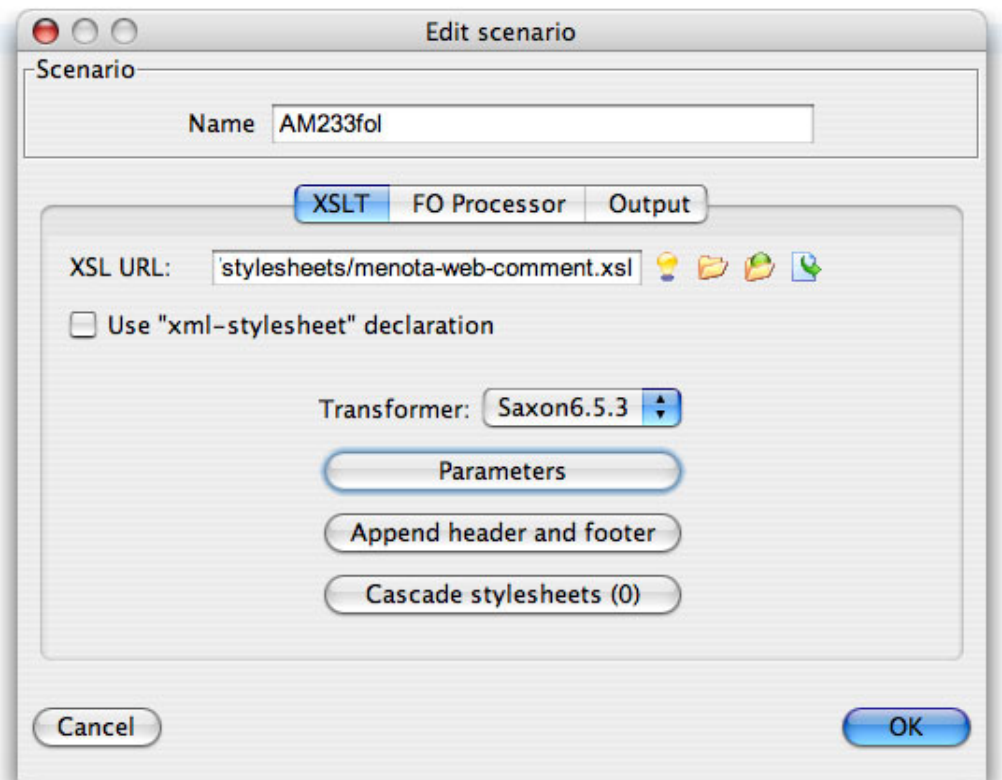 Edit scenario
Scenario
Name AM233fol
XSLT FO Processor Output
XSL URL: stylesheets/menota-web-comment.xsl
Use "xml-stylesheet" declaration
Transformer: Saxon6.5.3
Parameters
Append header and footer
Cascade stylesheets (0)
Cancel OK